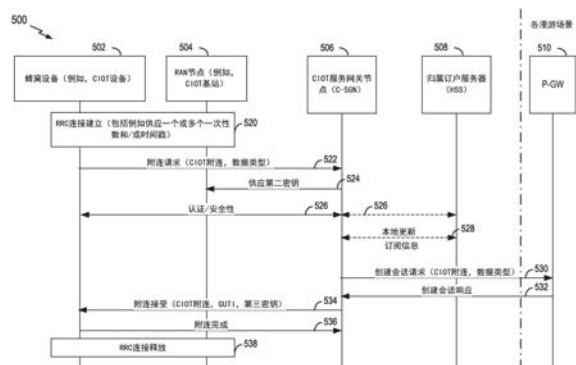 500
各漫游场景
502
504
506
508
510
蜂窝设备（例如，
CIOT设备）
RAN节点（例如，
CIOT基站）
CIOT服务网关节
点（C-SGN）
归属订户服务器
（HSS）
P-GW
RRC连接建立（包括例如供应一个或多个一次性
数和/或时间戳）
520
附连请求（CIOT附连，数据类型）
522
供应第二密钥
524
认证/安全性
526
526
本地更新
订阅信息
528
创建会话请求（CIOT附连，数据类型）
530
创建会话响应
532
附连接受（CIOT附连，GUTI，第三密钥）
534
附连完成
536
RRC连接释放
538